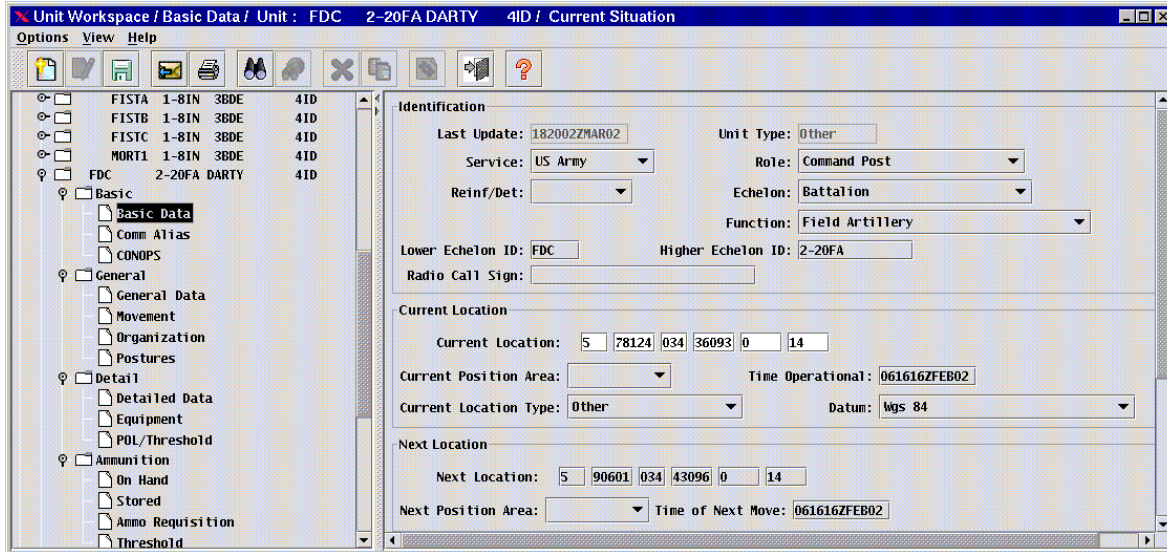 Unit Workspace / Basic Data / Unit : FDC 2-20FA DARTY 4ID / Current Situation
Options View Help
FISTA 1-8IN 3BDE 4ID
FISTB 1-8IN 3BDE 4ID
FISTC 1-8IN 3BDE 4ID
MORT1 1-8IN 3BDE 4ID
FDC 2-20FA DARTY 4ID
Basic
Basic Data
Comm Alias
CONOPS
General
General Data
Movement
Organization
Postures
Detail
Detailed Data
Equipment
POL/Threshold
Ammunition
On Hand
Stored
Ammo Requisition
Threshold
Identification
Last Update: 182002ZMAR02 Unit Type: Other
Service: US Army Role: Command Post
Reinf/Det: Echelon: Battalion
Function: Field Artillery
Lower Echelon ID: FDC Higher Echelon ID: 2-20FA
Radio Call Sign:
Current Location
Current Location: 5 78124 034 36093 0 14
Current Position Area: Time Operational: 061616ZFEB02
Current Location Type: Other Datum: Wgs 84
Next Location
Next Location: 5 90601 034 43096 0 14
Next Position Area: Time of Next Move: 061616ZFEB02